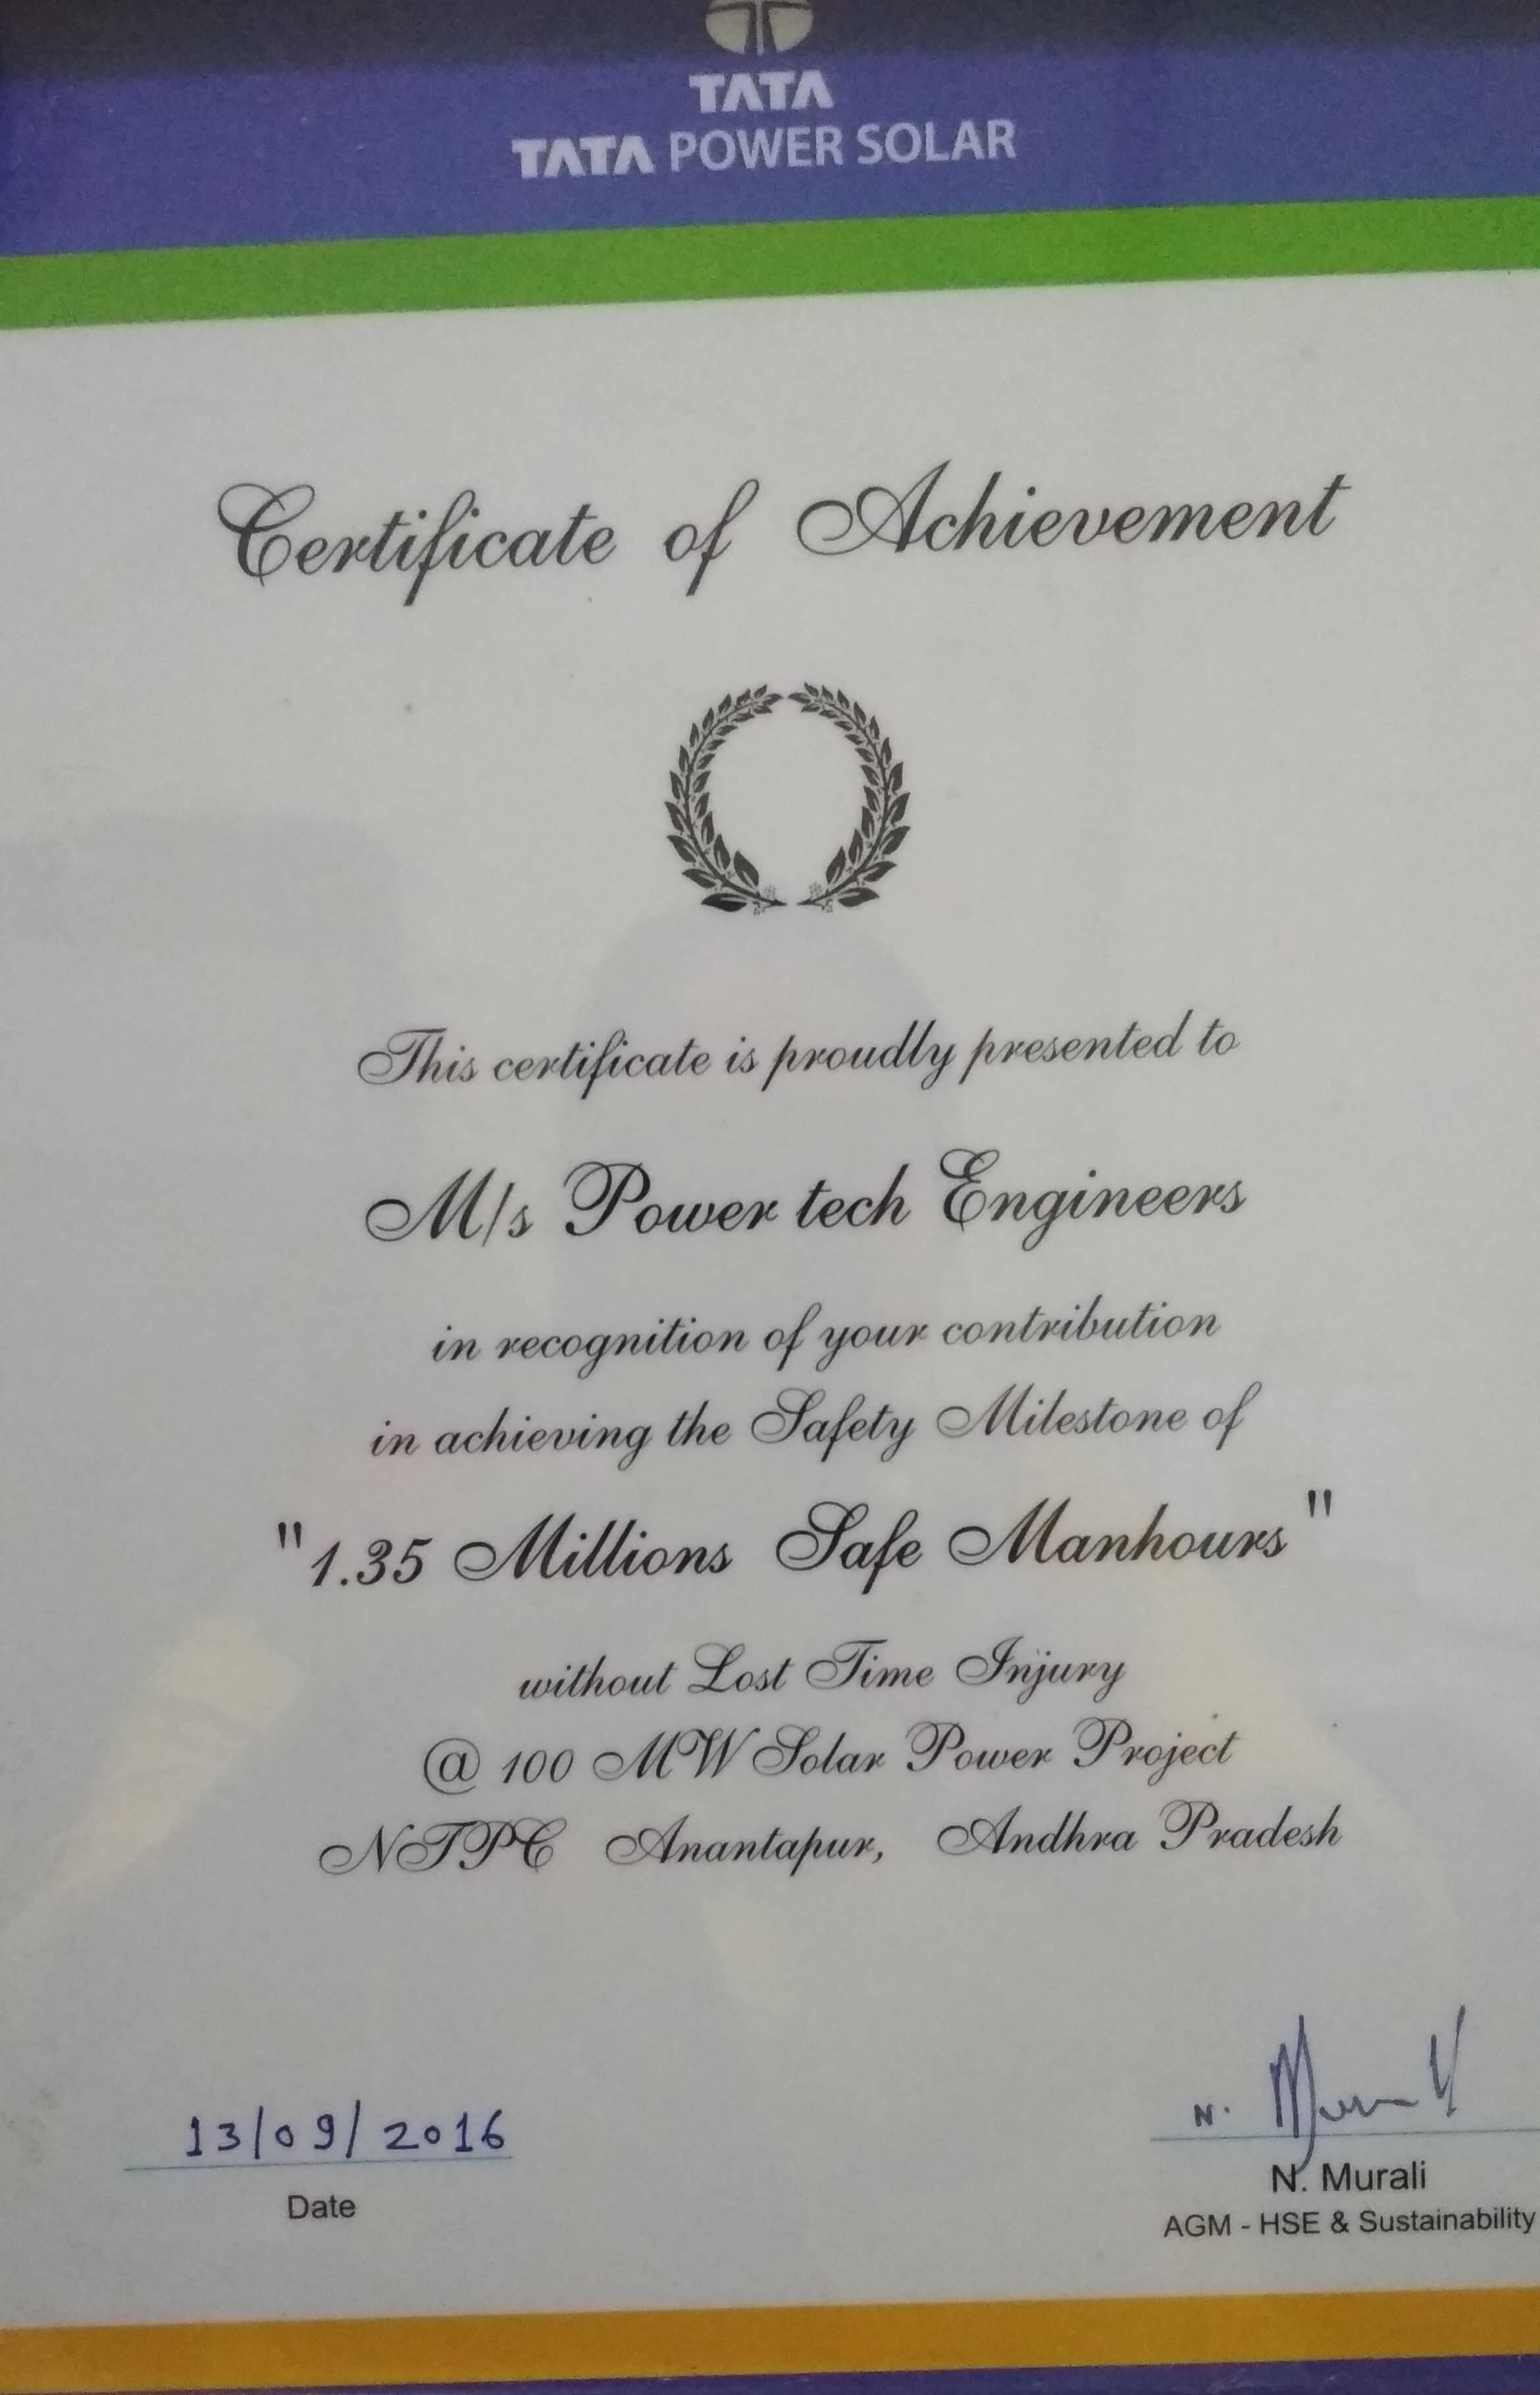 TATA
TATA POWER SOLAR
Certificate of Achievement
This certificate is proudly presented to
M/s Power tech Engineers
in recognition of your contribution
in achieving the Safety Milestone of
"1.35 Millions Safe Manhours"
without Lost Time Injury
@ 100 MW Solar Power Project
NTPC Anantapur, Andhra Pradesh
13/09/2016
Date
N. Murali
N. Murali
AGM - HSE & Sustainability